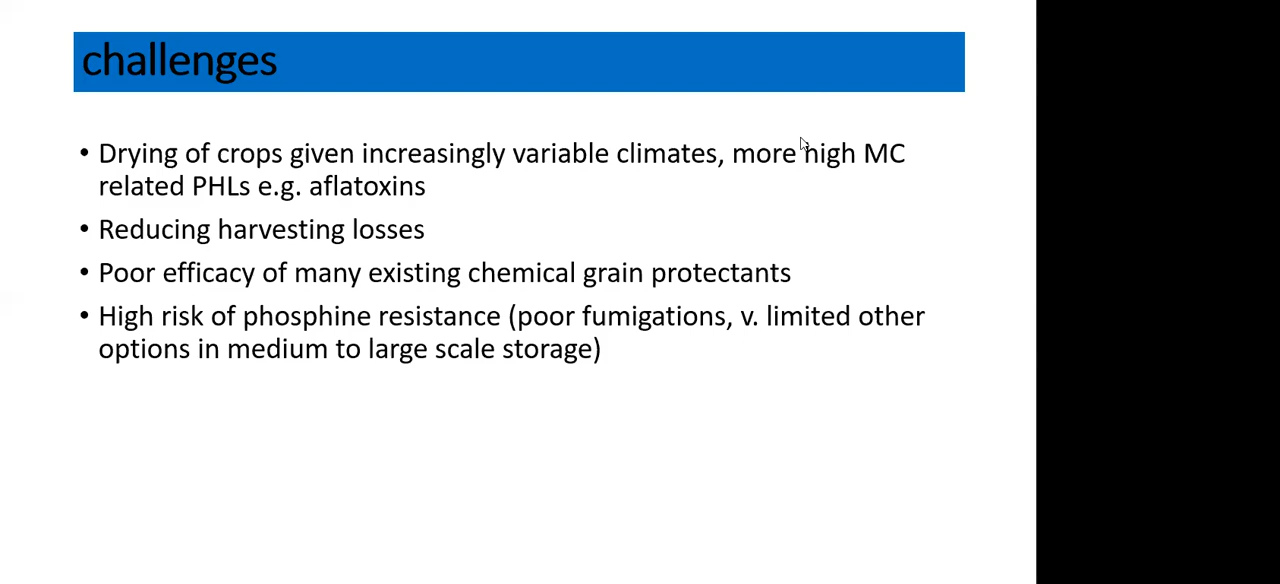 challenges
• Drying of crops given increasingly variable climates, more high MC
related PHLs e.g. aflatoxins
• Reducing harvesting losses
• Poor efficacy of many existing chemical grain protectants
• High risk of phosphine resistance (poor fumigations, v. limited other
options in medium to large scale storage)